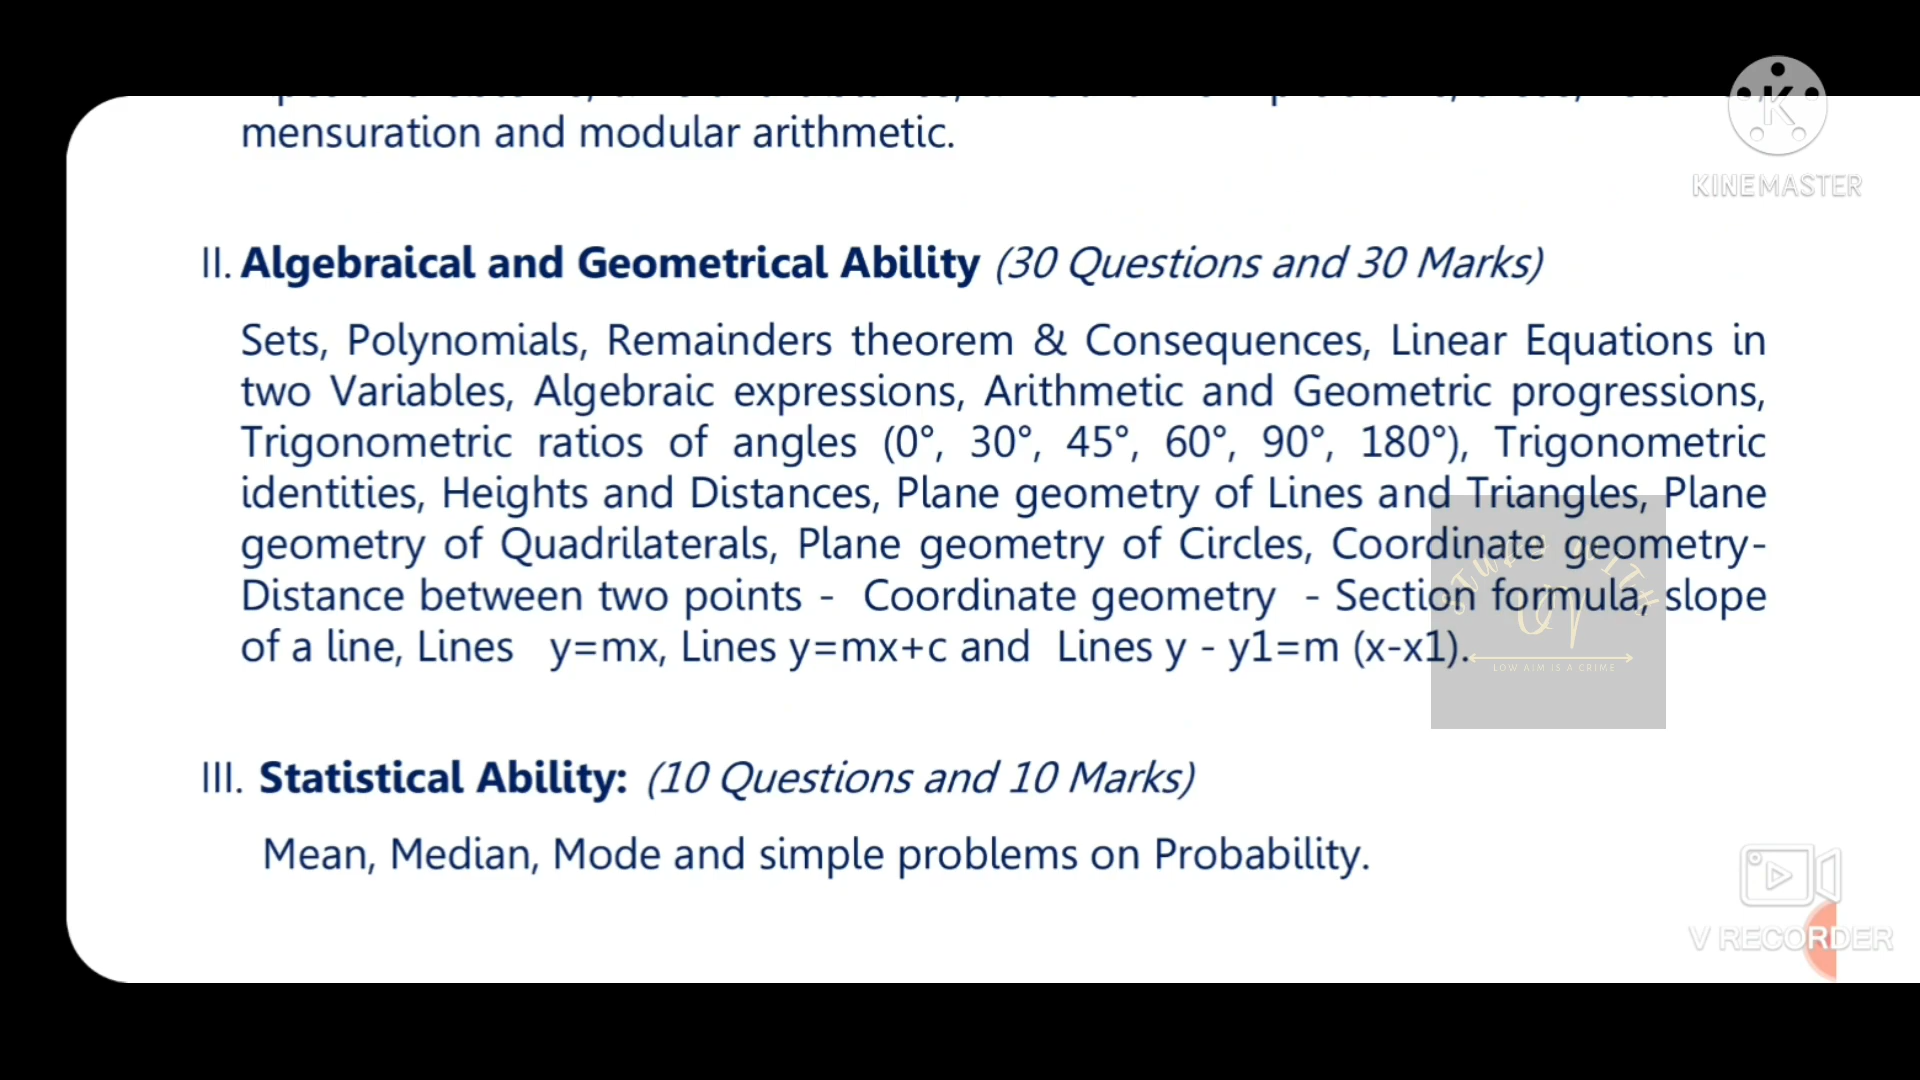 mensuration and modular arithmetic.
KINEMASTER
II. Algebraical and Geometrical Ability (30 Questions and 30 Marks)
Sets, Polynomials, Remainders theorem & Consequences, Linear Equations in
two Variables, Algebraic expressions, Arithmetic and Geometric progressions,
Trigonometric ratios of angles (0°, 30°, 45°, 60°, 90°, 180°), Trigonometric
identities, Heights and Distances, Plane geometry of Lines and Triangles, Plane
geometry of Quadrilaterals, Plane geometry of Circles, Coordinate geometry-
Distance between two points - Coordinate geometry - Section formula, slope
of a line, Lines y=mx, Lines y=mx+c and Lines y - y1=m (x-x1).
STUDY WITH
LOW AIM IS A CRIME
III. Statistical Ability: (10 Questions and 10 Marks)
Mean, Median, Mode and simple problems on Probability.
V RECORDER